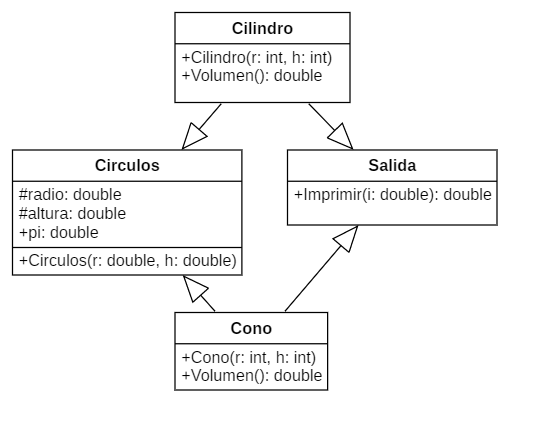 Cilindro
+Cilindro(r: int, h: int)
+Volumen(): double
Circulos
#radio: double
#altura: double
+pi: double
+Circulos(r: double, h: double)
Salida
+Imprimir(i: double): double
Cono
+Cono(r: int, h: int)
+Volumen(): double